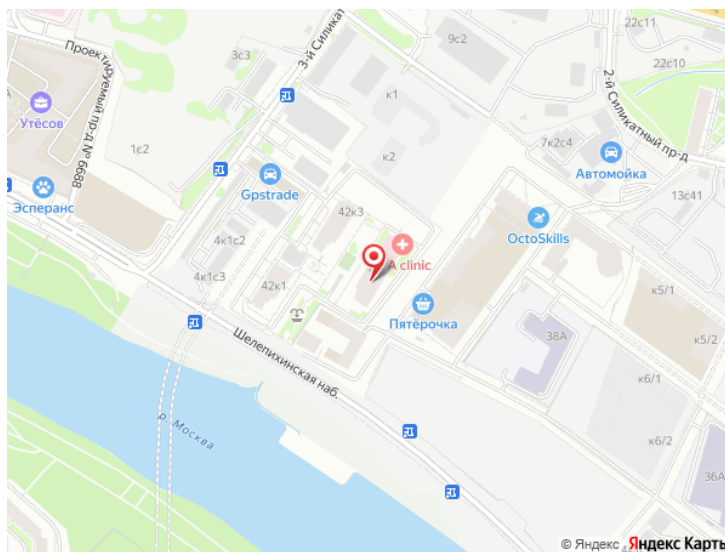 9с2
22с10
22с11
3с3
3-й Силикат
Проектируемый пр-д № 6688
2-й Силикатный пр-д
к1
Утёсов
7к2с4
1с2
к2
Автомойка
Gpstrade
13с41
Эсперанс
42к3
OctoSkills
4к1с2
A clinic
4к1с3
42к1
к5/1
Пятёрочка
Шелепихинская наб.
38А
к5/2
к6/1
р. Москва
к6/2
36А
© Яндекс Яндекс Карты